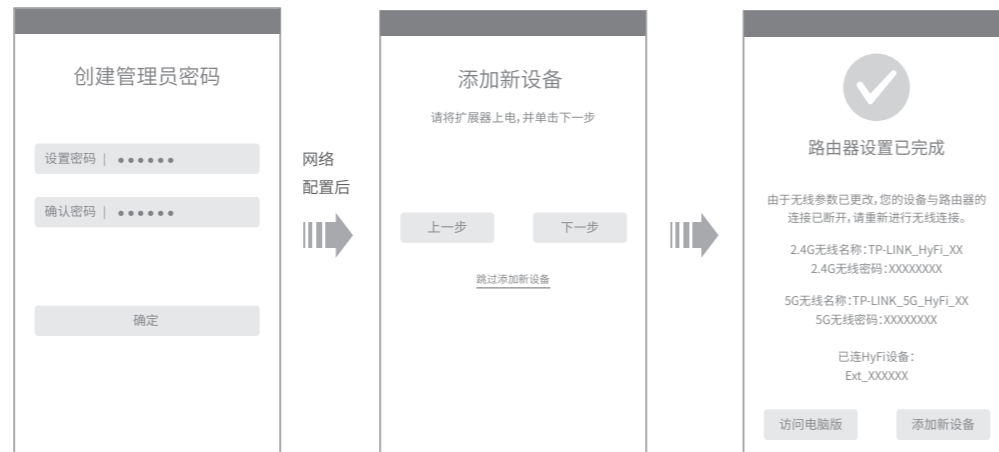 创建管理员密码
设置密码 | ••••••
确认密码 | ••••••
确定
网络
配置后
添加新设备
请将扩展器上电,并单击下一步
上一步
下一步
跳过添加新设备
路由器设置已完成
由于无线参数已更改,您的设备与路由器的
连接已断开,请重新进行无线连接。
2.4G无线名称:TP-LINK_HyFi_XX
2.4G无线密码:XXXXXXXX
5G无线名称:TP-LINK_5G_HyFi_XX
5G无线密码:XXXXXXXX
已连HyFi设备:
Ext_XXXXXX
访问电脑版
添加新设备